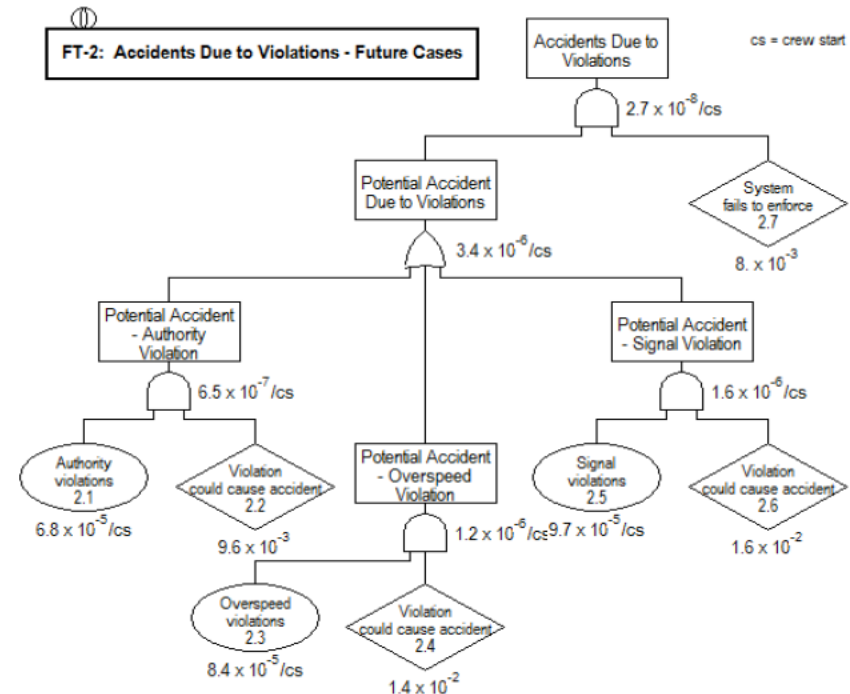 FT-2: Accidents Due to Violations - Future Cases
Accidents Due to
Violations
cs = crew start
2.7 x 10⁻⁸/cs
Potential Accident
Due to Violations
System
fails to enforce
2.7
8. x 10⁻³
3.4 x 10⁻⁶/cs
Potential Accident
- Authority
Violation
Potential Accident
- Signal Violation
6.5 x 10⁻⁷/cs
1.6 x 10⁻⁶/cs
Authority
violations
2.1
6.8 x 10⁻⁵/cs
Violation
could cause accident
2.2
9.6 x 10⁻³
Potential Accident
- Overspeed
Violation
1.2 x 10⁻⁶/cs
Signal
violations
2.5
9.7 x 10⁻⁵/cs
Violation
could cause accident
2.6
1.6 x 10⁻²
Overspeed
violations
2.3
8.4 x 10⁻⁵/cs
Violation
could cause accident
2.4
1.4 x 10⁻²